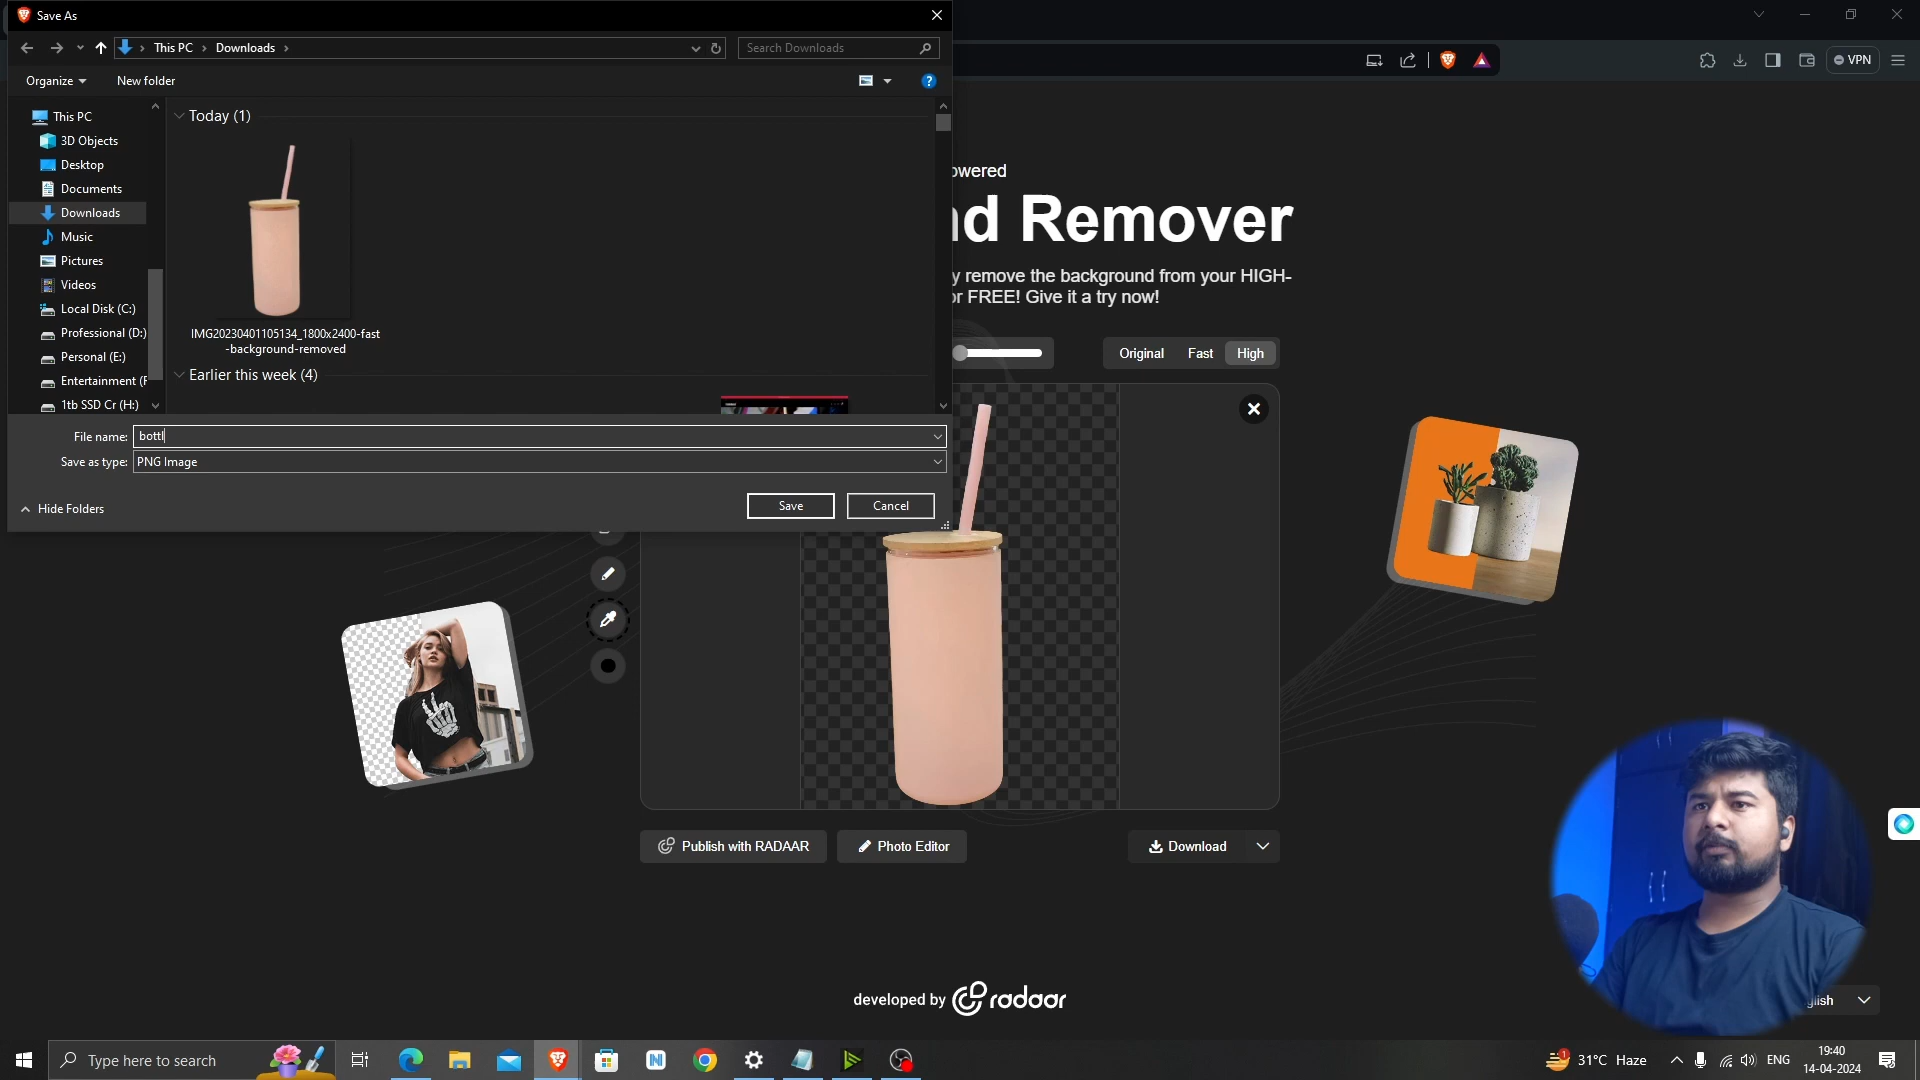 Save As
This PC
Downloads
Search Downloads
Organize
New folder
VPN
This PC
3D Objects
Desktop
Documents
Downloads
Music
Pictures
Videos
Local Disk (C:)
Professional (D:)
Personal (E:)
Entertainment (F
1tb SSD Cr (H:)
Today (1)
IMG20230401105134_1800x2400-fast
-background-removed
Earlier this week (4)
File name:
bottl
Save as type:
PNG Image
Hide Folders
Save
Cancel
owered
nd Remover
y remove the background from your HIGH-
or FREE! Give it a try now!
Original
Fast
High
Publish with RADAAR
Photo Editor
Download
developed by radaar
glish
Type here to search
31°C Haze
ENG
19:40
14-04-2024